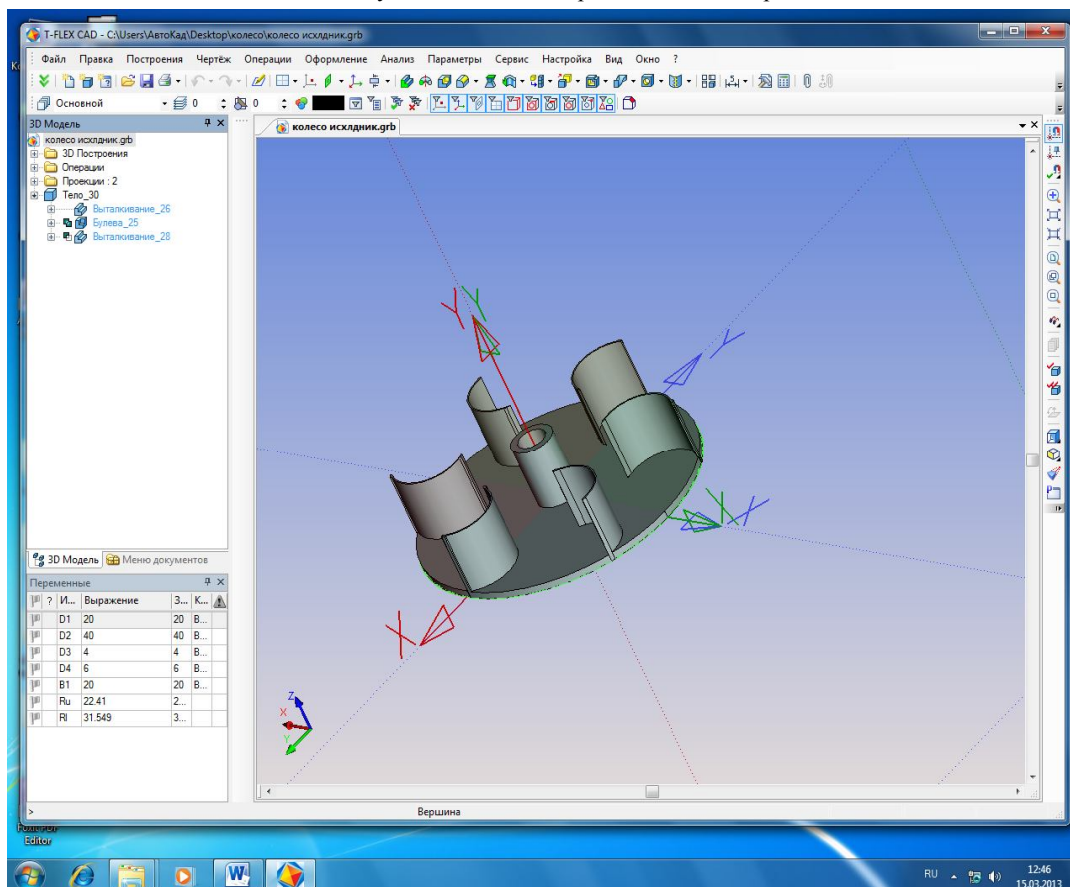 T-FLEX CAD - C:\Users\АвтоКад\Desktop\колесо\колесо исхлдник.grb
Файл Правка Построения Чертёж Операции Оформление Анализ Параметры Сервис Настройка Вид Окно ?
Основной 0 0
3D Модель
колесо исхлдник.grb
колесо исхлдник.grb
3D Построения
Операции
Проекции : 2
Тело_30
Выталкивание_26
Булева_25
Выталкивание_28
Y Y Y
X X X
Z
X
Y
3D Модель Меню документов
Переменные
? И... Выражение З... К...
D1 20 20 В...
D2 40 40 В...
D3 4 4 В...
D4 6 6 В...
B1 20 20 В...
Ru 22.41 2...
Rl 31.549 3...
> Вершина
Editor
RU 12:46
15.03.2013